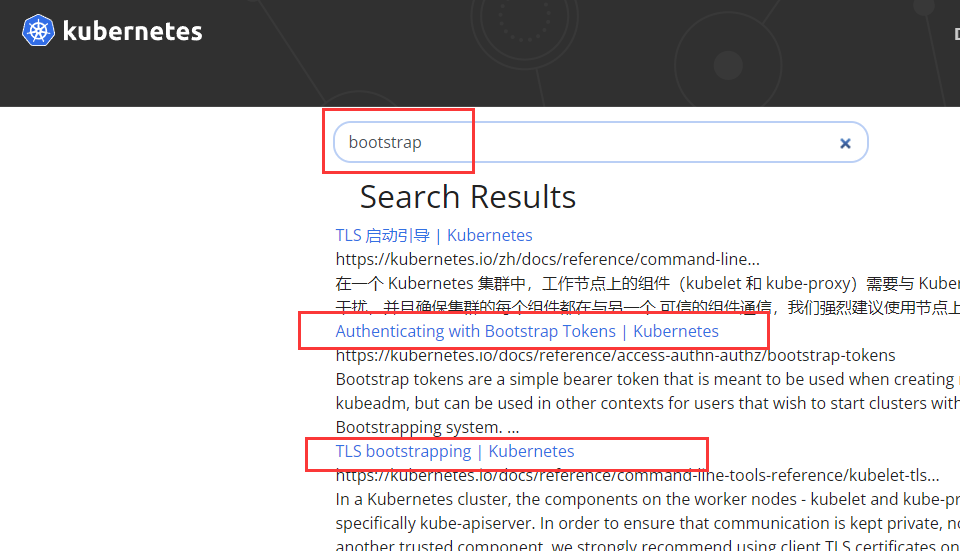 kubernetes
bootstrap
Search Results
TLS 启动引导 | Kubernetes
https://kubernetes.io/zh/docs/reference/command-line...
在一个 Kubernetes 集群中，工作节点上的组件（kubelet 和 kube-proxy）需要与 Kuber
干扰，并且确保集群的每个组件都在与另一个 可信的组件通信，我们强烈建议使用节点上
Authenticating with Bootstrap Tokens | Kubernetes
https://kubernetes.io/docs/reference/access-authn-authz/bootstrap-tokens
Bootstrap tokens are a simple bearer token that is meant to be used when creating
kubeadm, but can be used in other contexts for users that wish to start clusters with
Bootstrapping system. ...
TLS bootstrapping | Kubernetes
https://kubernetes.io/docs/reference/command-line-tools-reference/kubelet-tls...
In a Kubernetes cluster, the components on the worker nodes - kubelet and kube-pr
specifically kube-apiserver. In order to ensure that communication is kept private,
another trusted component, we strongly recommend using client TLS certificates on